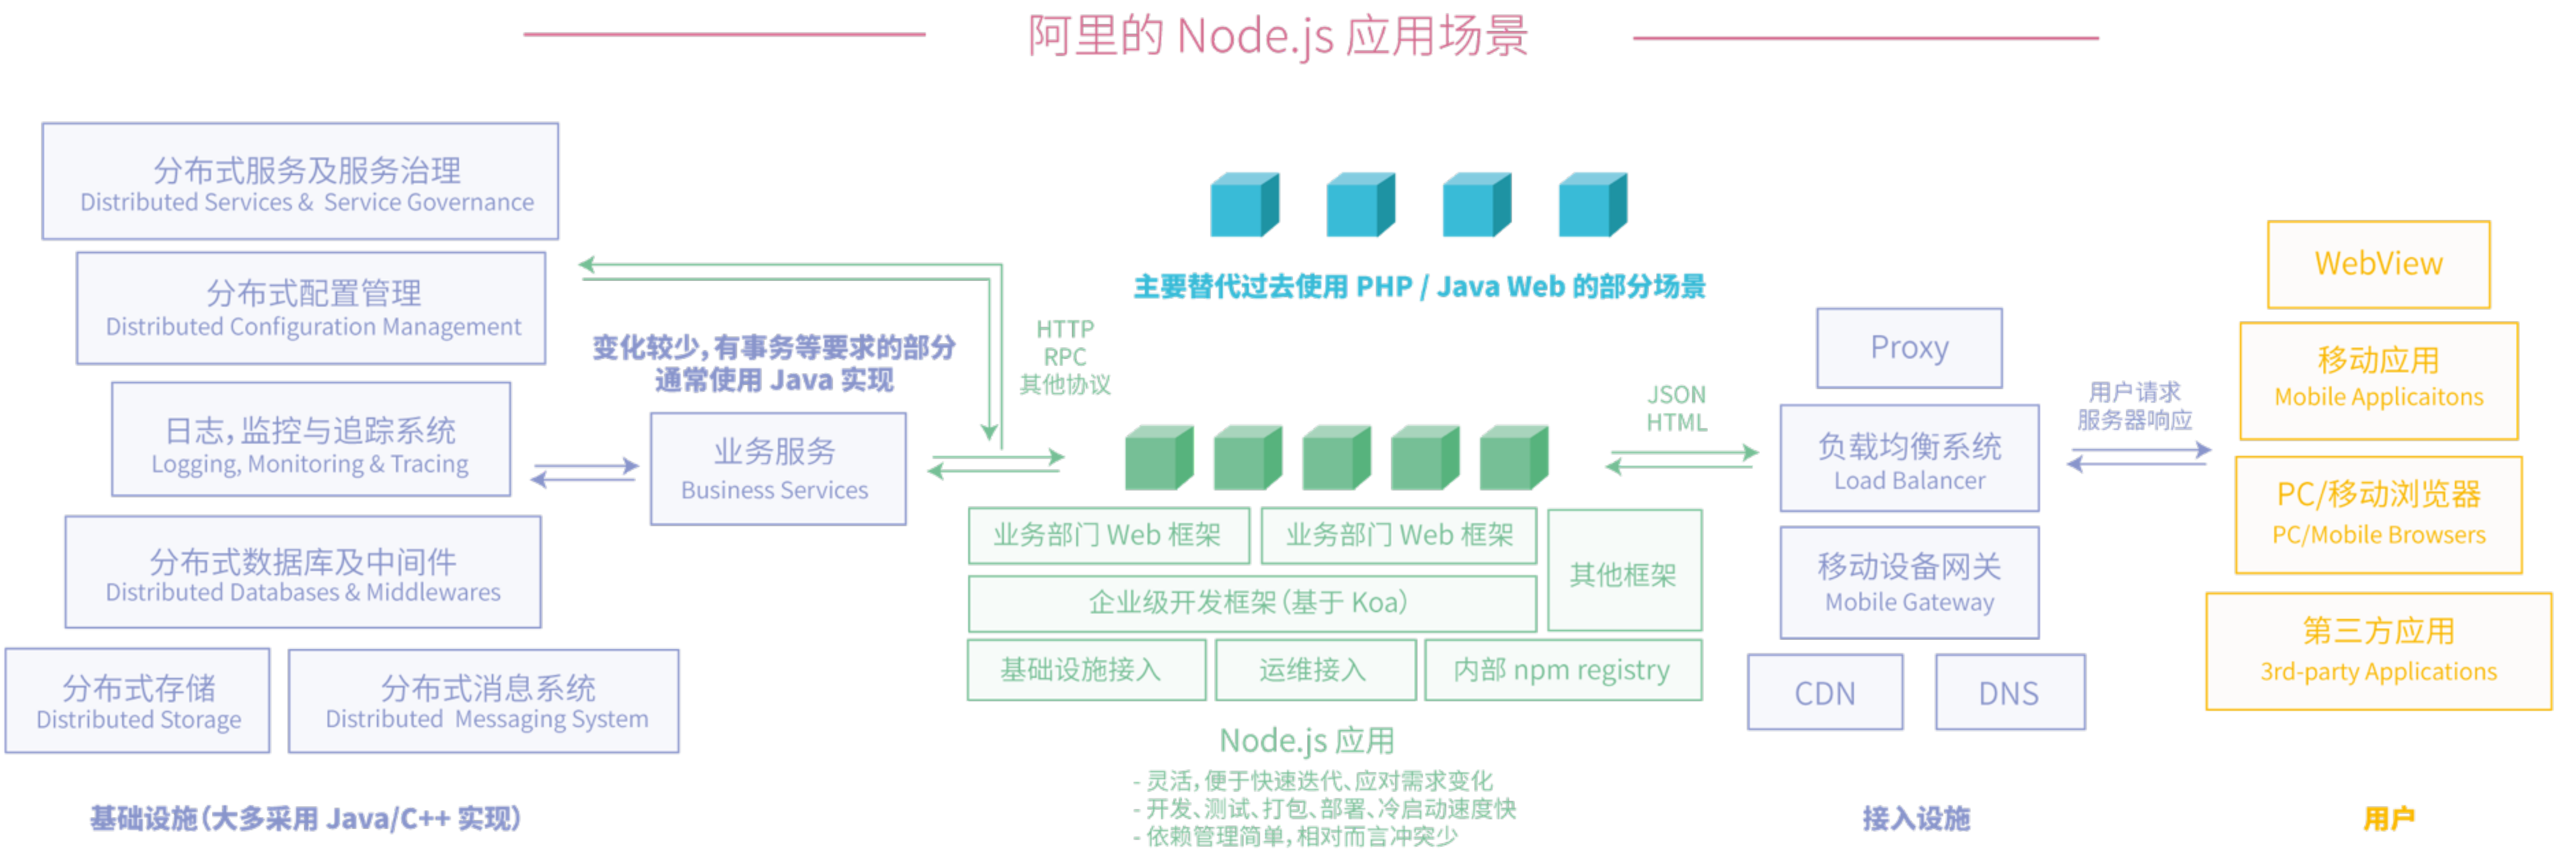 阿里的 Node.js 应用场景
分布式服务及服务治理
Distributed Services & Service Governance
分布式配置管理
Distributed Configuration Management
日志，监控与追踪系统
Logging, Monitoring & Tracing
分布式数据库及中间件
Distributed Databases & Middlewares
分布式存储
Distributed Storage
分布式消息系统
Distributed Messaging System
基础设施（大多采用 Java/C++ 实现）
变化较少，有事务等要求的部分
通常使用 Java 实现
业务服务
Business Services
HTTP
RPC
其他协议
主要替代过去使用 PHP / Java Web 的部分场景
业务部门 Web 框架
业务部门 Web 框架
其他框架
企业级开发框架（基于 Koa）
基础设施接入
运维接入
内部 npm registry
Node.js 应用
- 灵活，便于快速迭代、应对需求变化
- 开发、测试、打包、部署、冷启动速度快
- 依赖管理简单，相对而言冲突少
JSON
HTML
Proxy
负载均衡系统
Load Balancer
移动设备网关
Mobile Gateway
CDN
DNS
接入设施
用户请求
服务器响应
WebView
移动应用
Mobile Applicaitons
PC/移动浏览器
PC/Mobile Browsers
第三方应用
3rd-party Applications
用户